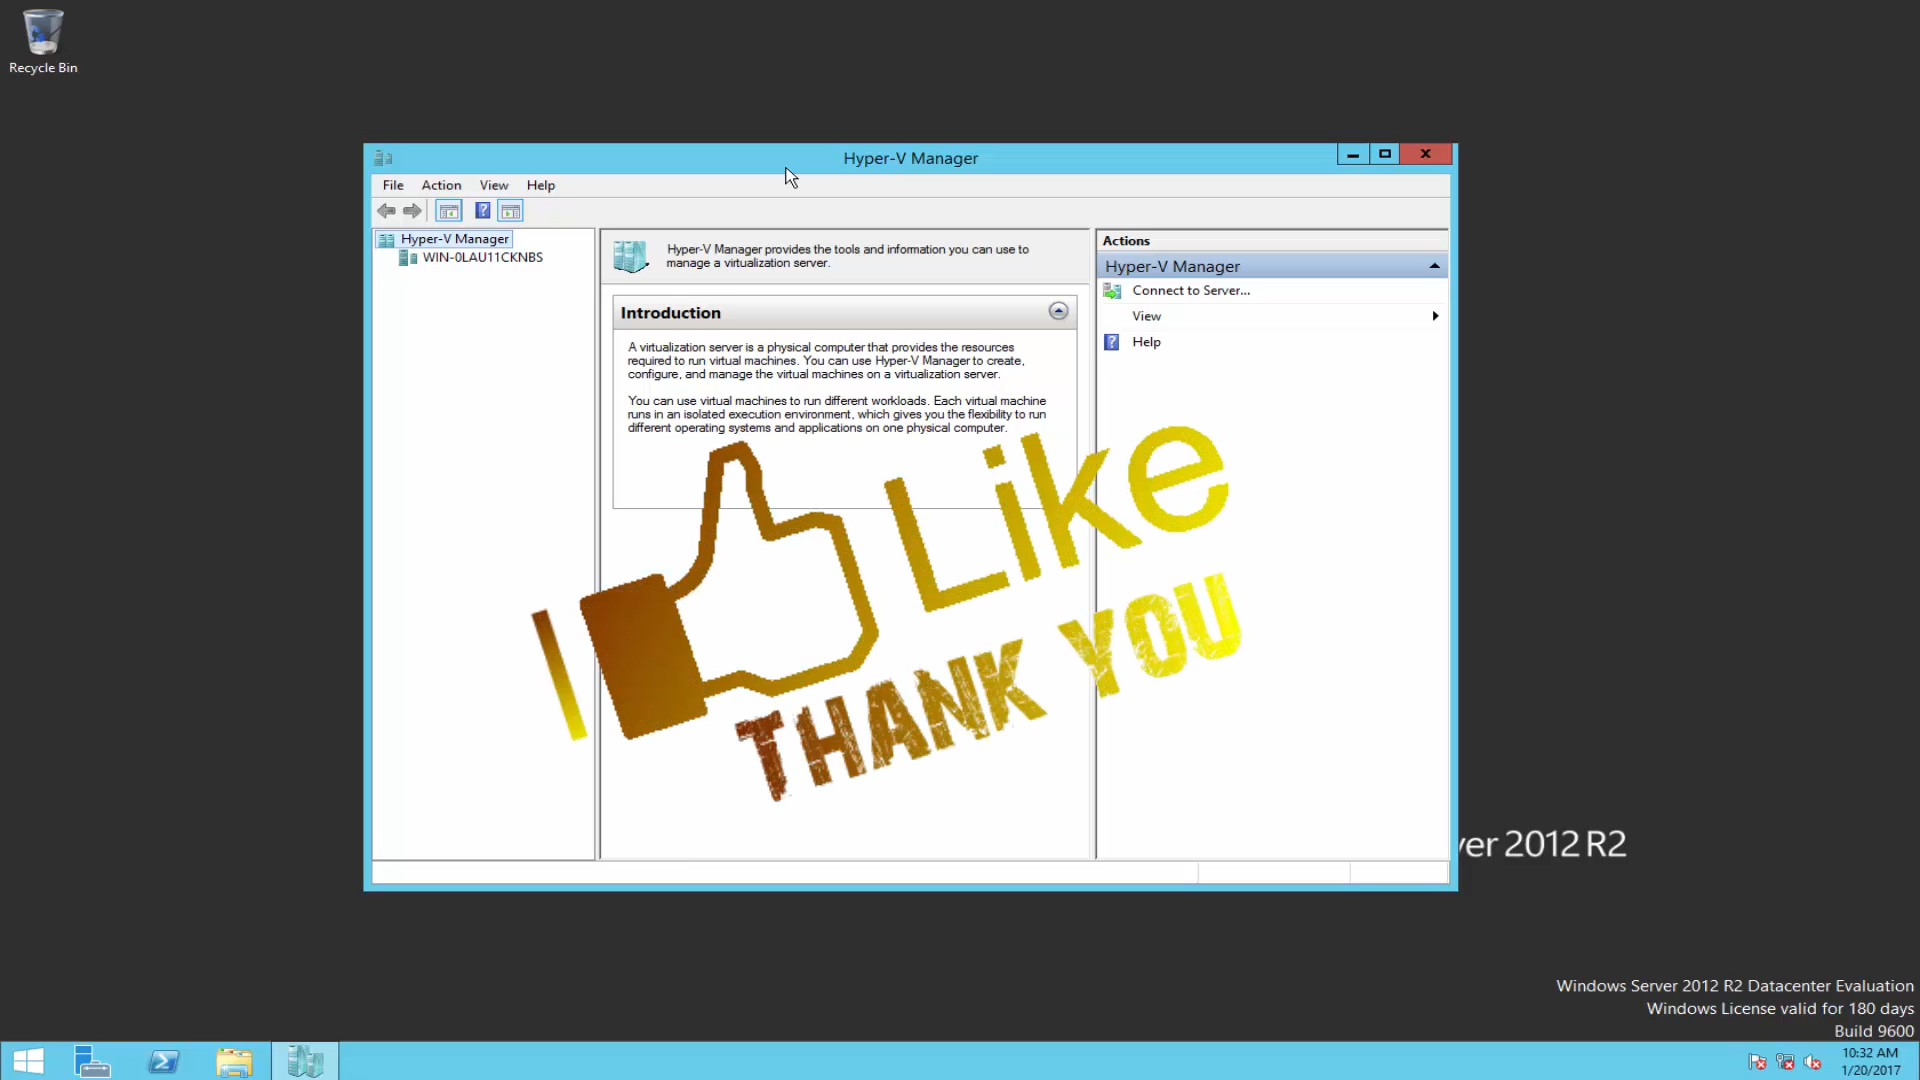 Recycle Bin
Hyper-V Manager
File Action View Help
Hyper-V Manager
WIN-0LAU11CKNBS
Hyper-V Manager provides the tools and information you can use to
manage a virtualization server.
Introduction
A virtualization server is a physical computer that provides the resources
required to run virtual machines. You can use Hyper-V Manager to create,
configure, and manage the virtual machines on a virtualization server.
You can use virtual machines to run different workloads. Each virtual machine
runs in an isolated execution environment, which gives you the flexibility to run
different operating systems and applications on one physical computer.
Actions
Hyper-V Manager
Connect to Server...
View
Help
I Like
THANK YOU
ver 2012 R2
Windows Server 2012 R2 Datacenter Evaluation
Windows License valid for 180 days
Build 9600
10:32 AM
1/20/2017